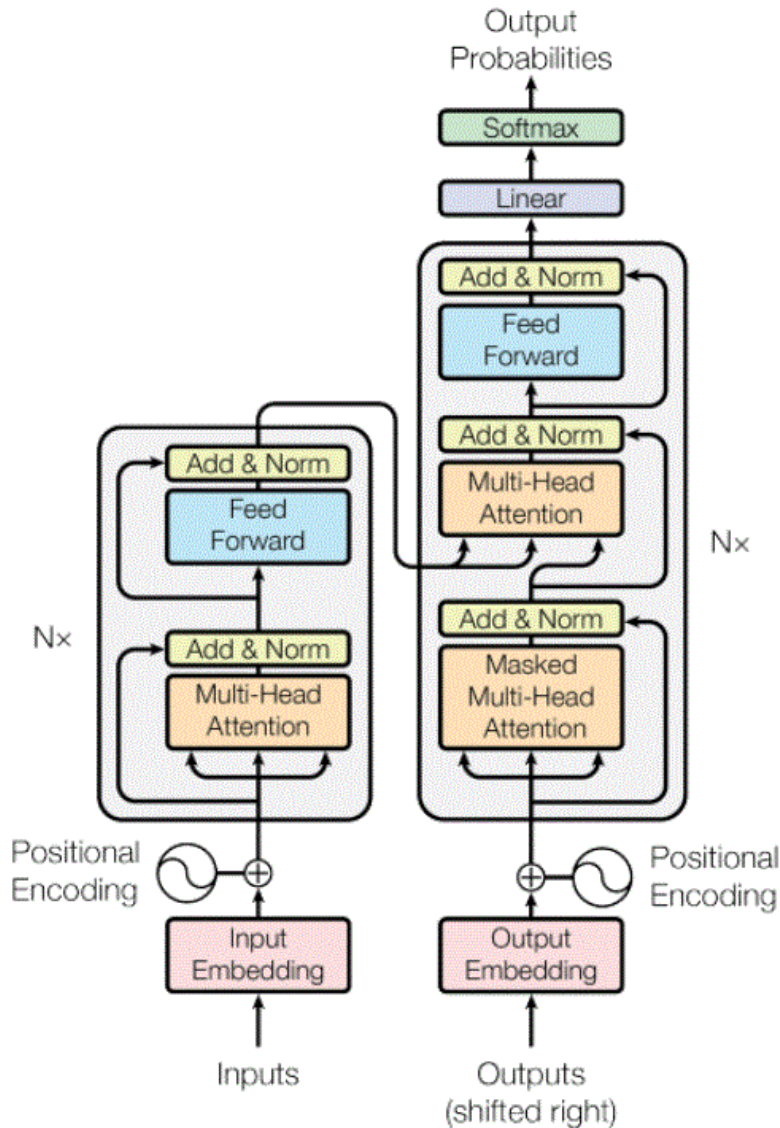 Output
Probabilities
Softmax
Linear
Add & Norm
Feed
Forward
Add & Norm
Multi-Head
Attention
Add & Norm
Masked
Multi-Head
Attention
Nx
Add & Norm
Feed
Forward
Add & Norm
Multi-Head
Attention
Nx
Positional
Encoding
Positional
Encoding
Input
Embedding
Output
Embedding
Inputs
Outputs
(shifted right)